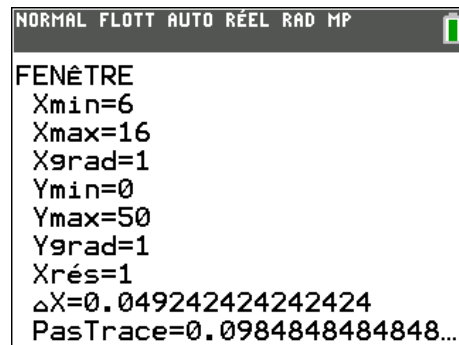 NORMAL FLOTT AUTO RÉEL RAD MP
FENÊTRE
Xmin=6
Xmax=16
Xgrad=1
Ymin=0
Ymax=50
Ygrad=1
Xrés=1
△X=0.049242424242424
PasTrace=0.0984848484848…